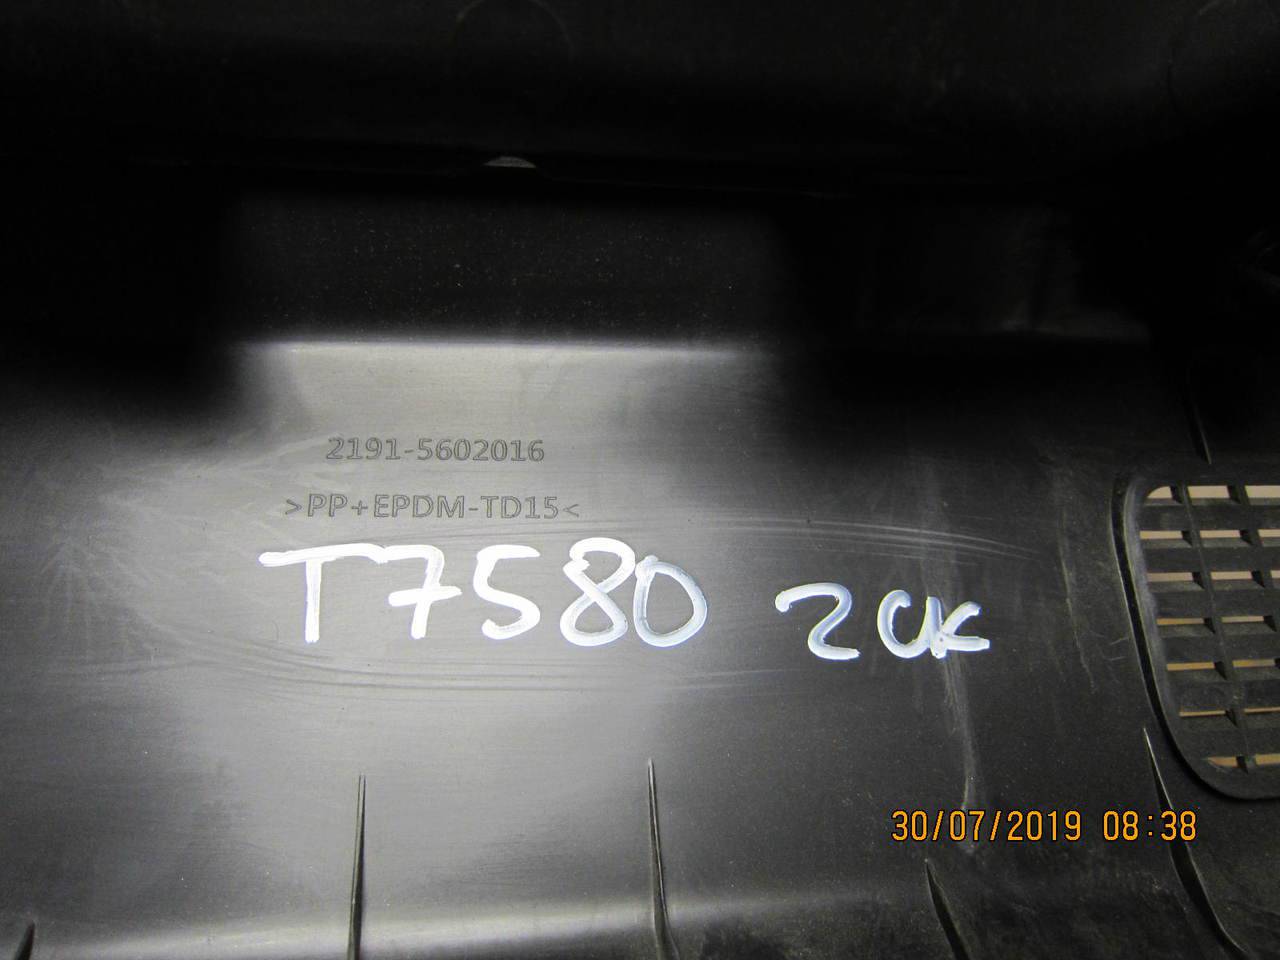 2191-5602016
>PP+EPDM-TD15<
T7580 2ск
30/07/2019 08:38